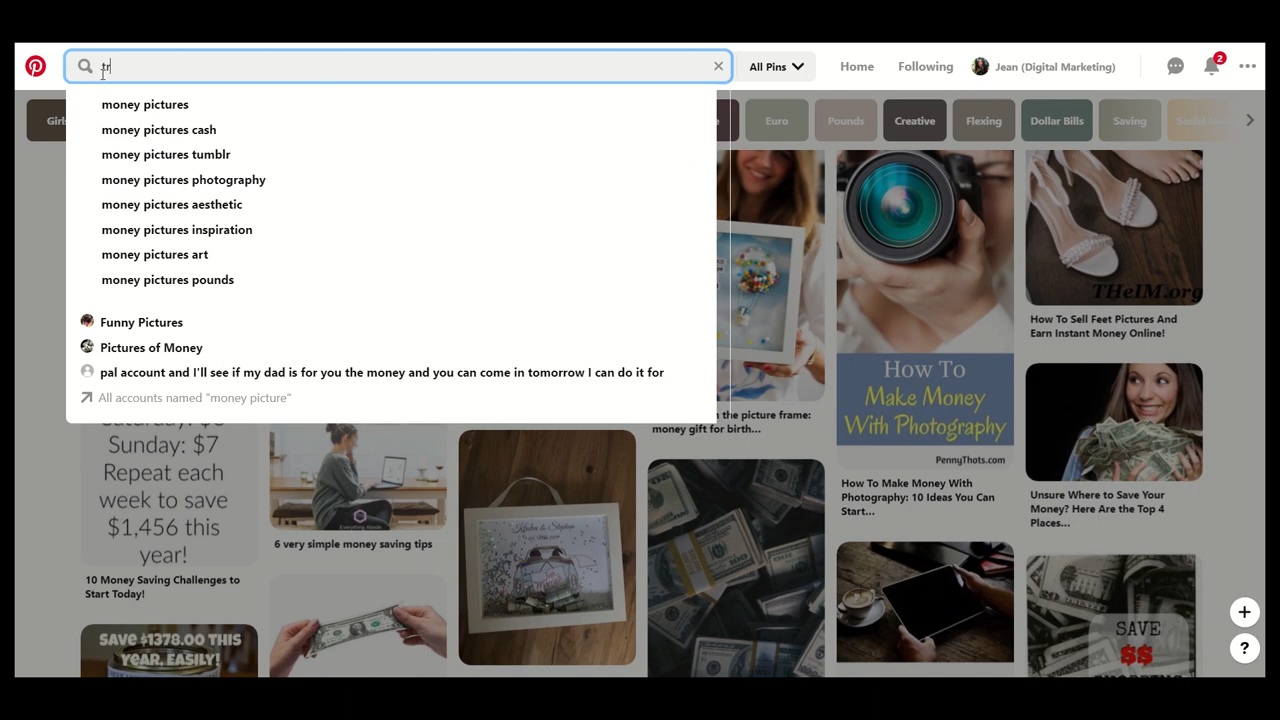 tr
All Pins
Home
Following
Jean (Digital Marketing)
2
money pictures
money pictures cash
money pictures tumblr
money pictures photography
money pictures aesthetic
money pictures inspiration
money pictures art
money pictures pounds
Funny Pictures
Pictures of Money
pal account and I'll see if my dad is for you the money and you can come in tomorrow I can do it for
All accounts named "money picture"
Euro
Pounds
Creative
Flexing
Dollar Bills
Saving
Sunday: $7
Repeat each
week to save
$1,456 this
year!
10 Money Saving Challenges to
Start Today!
SAVE $1378.00 THIS
YEAR, EASILY!
6 very simple money saving tips
the picture frame:
money gift for birth...
How To
Make Money
With Photography
PennyThots.com
How To Make Money With
Photography: 10 Ideas You Can
Start...
THeIM.org
How To Sell Feet Pictures And
Earn Instant Money Online!
Unsure Where to Save Your
Money? Here Are the Top 4
Places...
SAVE
$$
+
?